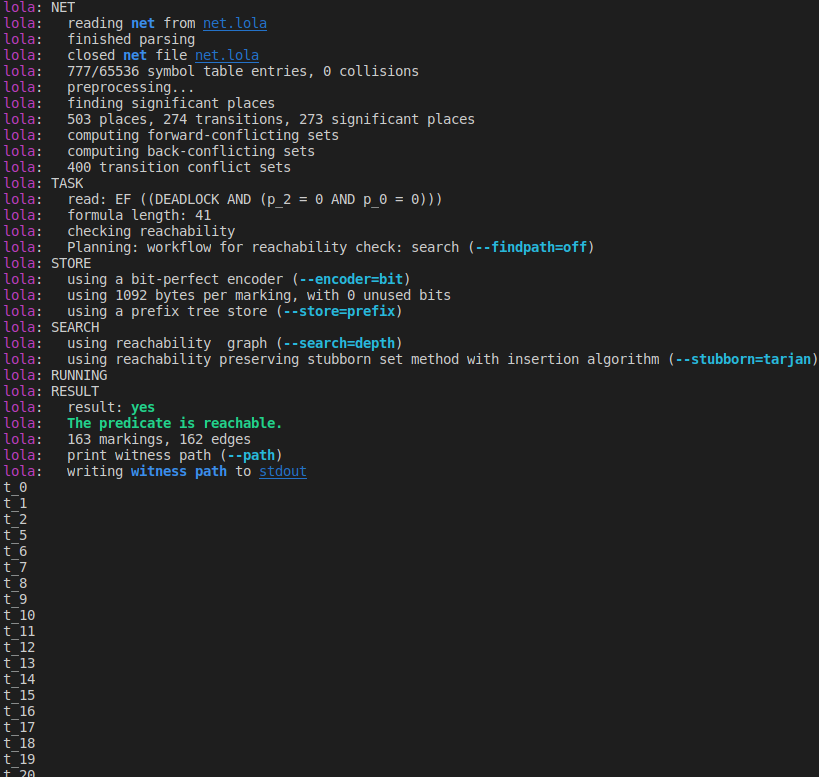 lola: NET
lola:   reading net from net.lola
lola:   finished parsing
lola:   closed net file net.lola
lola:   777/65536 symbol table entries, 0 collisions
lola:   preprocessing...
lola:   finding significant places
lola:   503 places, 274 transitions, 273 significant places
lola:   computing forward-conflicting sets
lola:   computing back-conflicting sets
lola:   400 transition conflict sets
lola: TASK
lola:   read: EF ((DEADLOCK AND (p_2 = 0 AND p_0 = 0)))
lola:   formula length: 41
lola:   checking reachability
lola:   Planning: workflow for reachability check: search (--findpath=off)
lola: STORE
lola:   using a bit-perfect encoder (--encoder=bit)
lola:   using 1092 bytes per marking, with 0 unused bits
lola:   using a prefix tree store (--store=prefix)
lola: SEARCH
lola:   using reachability  graph (--search=depth)
lola:   using reachability preserving stubborn set method with insertion algorithm (--stubborn=tarjan)
lola: RUNNING
lola: RESULT
lola:   result: yes
lola:   The predicate is reachable.
lola:   163 markings, 162 edges
lola:   print witness path (--path)
lola:   writing witness path to stdout
t_0
t_1
t_2
t_5
t_6
t_7
t_8
t_9
t_10
t_11
t_12
t_13
t_14
t_15
t_16
t_17
t_18
t_19
t_20